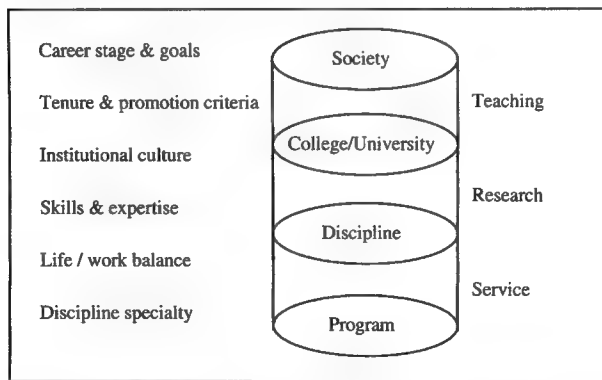 Career stage & goals
Tenure & promotion criteria
Institutional culture
Skills & expertise
Life / work balance
Discipline specialty
Society
College/University
Discipline
Program
Teaching
Research
Service